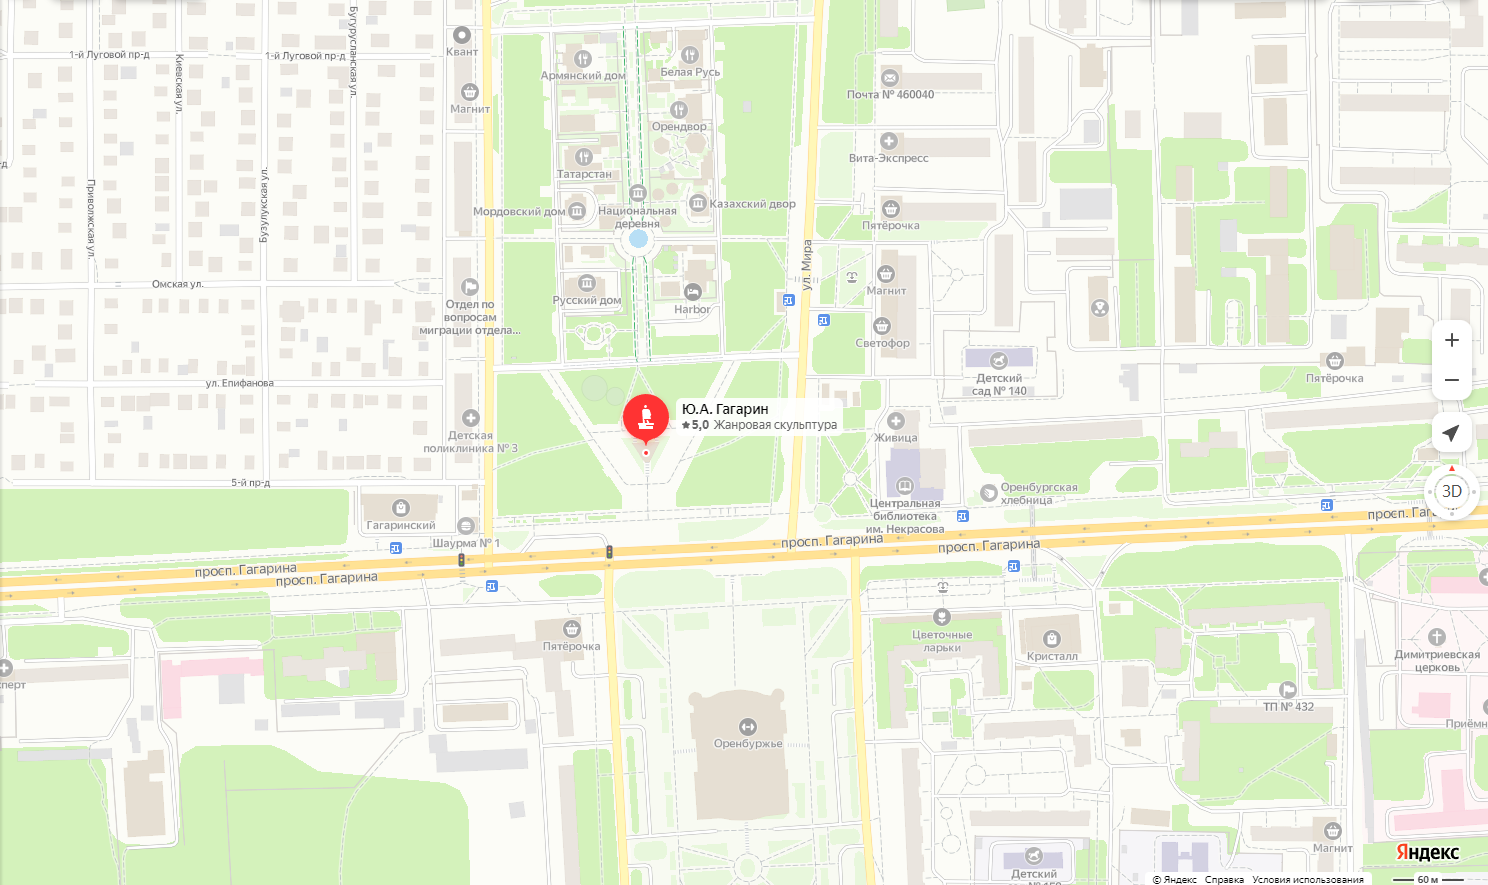 Квант
1-й Луговой пр-д
1-й Луговой пр-д
Киевская ул.
Бугурусланская ул.
Магнит
Армянский дом
Белая Русь
Орендвор
Татарстан
Мордовский дом
Национальная
деревня
Казахский двор
Русский дом
Harbor
Почта № 460040
Вита-Экспресс
Пятёрочка
ул. Мира
Магнит
Светофор
Приволжская ул.
Бузулукская ул.
Омская ул.
Отдел по
вопросам
миграции отдела...
ул. Епифанова
Детский
сад № 140
Пятёрочка
Ю.А. Гагарин
5,0 Жанровая скульптура
Живица
Детская
поликлиника № 3
5-й пр-д
Гагаринский
Шаурма № 1
Центральная
библиотека
им. Некрасова
Оренбургская
хлебница
3D
просп. Гагарина
просп. Гагарина
просп. Гагарина
просп. Гагарина
просп. Гага
Пятёрочка
Цветочные
ларьки
Кристалл
Димитриевская
церковь
ТП № 432
Приёмн
Оренбуржье
Магнит
Детский
Яндекс
© Яндекс Справка Условия использования
60 м